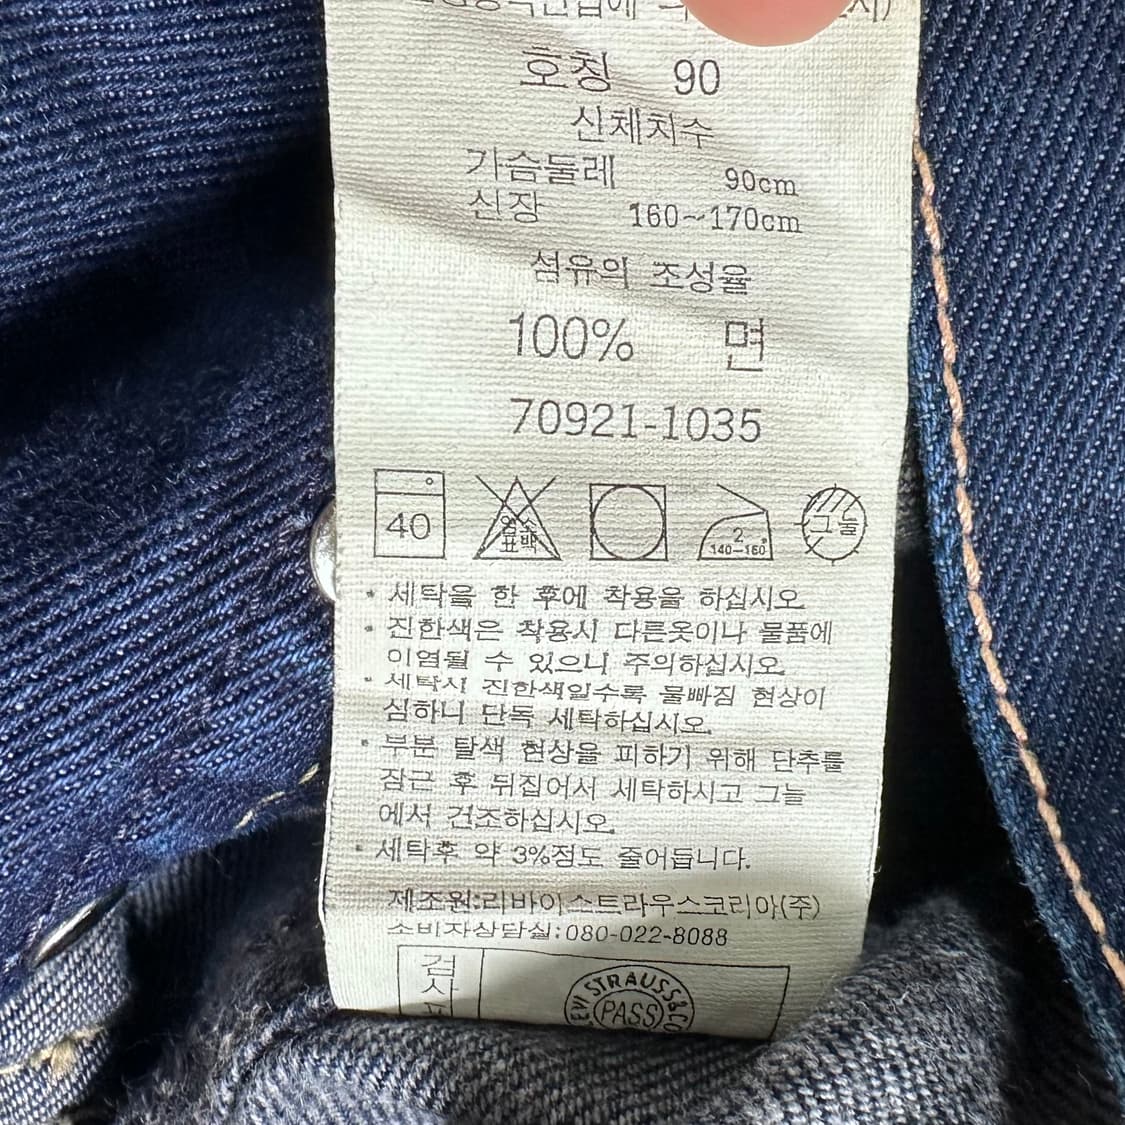 호칭 90
신체치수
가슴둘레 90cm
신장 160~170cm
섬유의 조성율
100% 면
70921-1035
40 염소 표백 2 140-160° 그늘
• 세탁을 한 후에 착용을 하십시오.
• 진한색은 착용시 다른옷이나 물품에
이염될 수 있으니 주의하십시오.
• 세탁시 진한색일수록 물빠짐 현상이
심하니 단독 세탁하십시오.
• 부분 탈색 현상을 피하기 위해 단추를
잠근 후 뒤집어서 세탁하시고 그늘
에서 건조하십시오.
• 세탁후 약 3%정도 줄어듭니다.
제조원:리바이스트라우스코리아(주)
소비자상담실:080-022-8088
검사
STRAUSS & CO
PASS